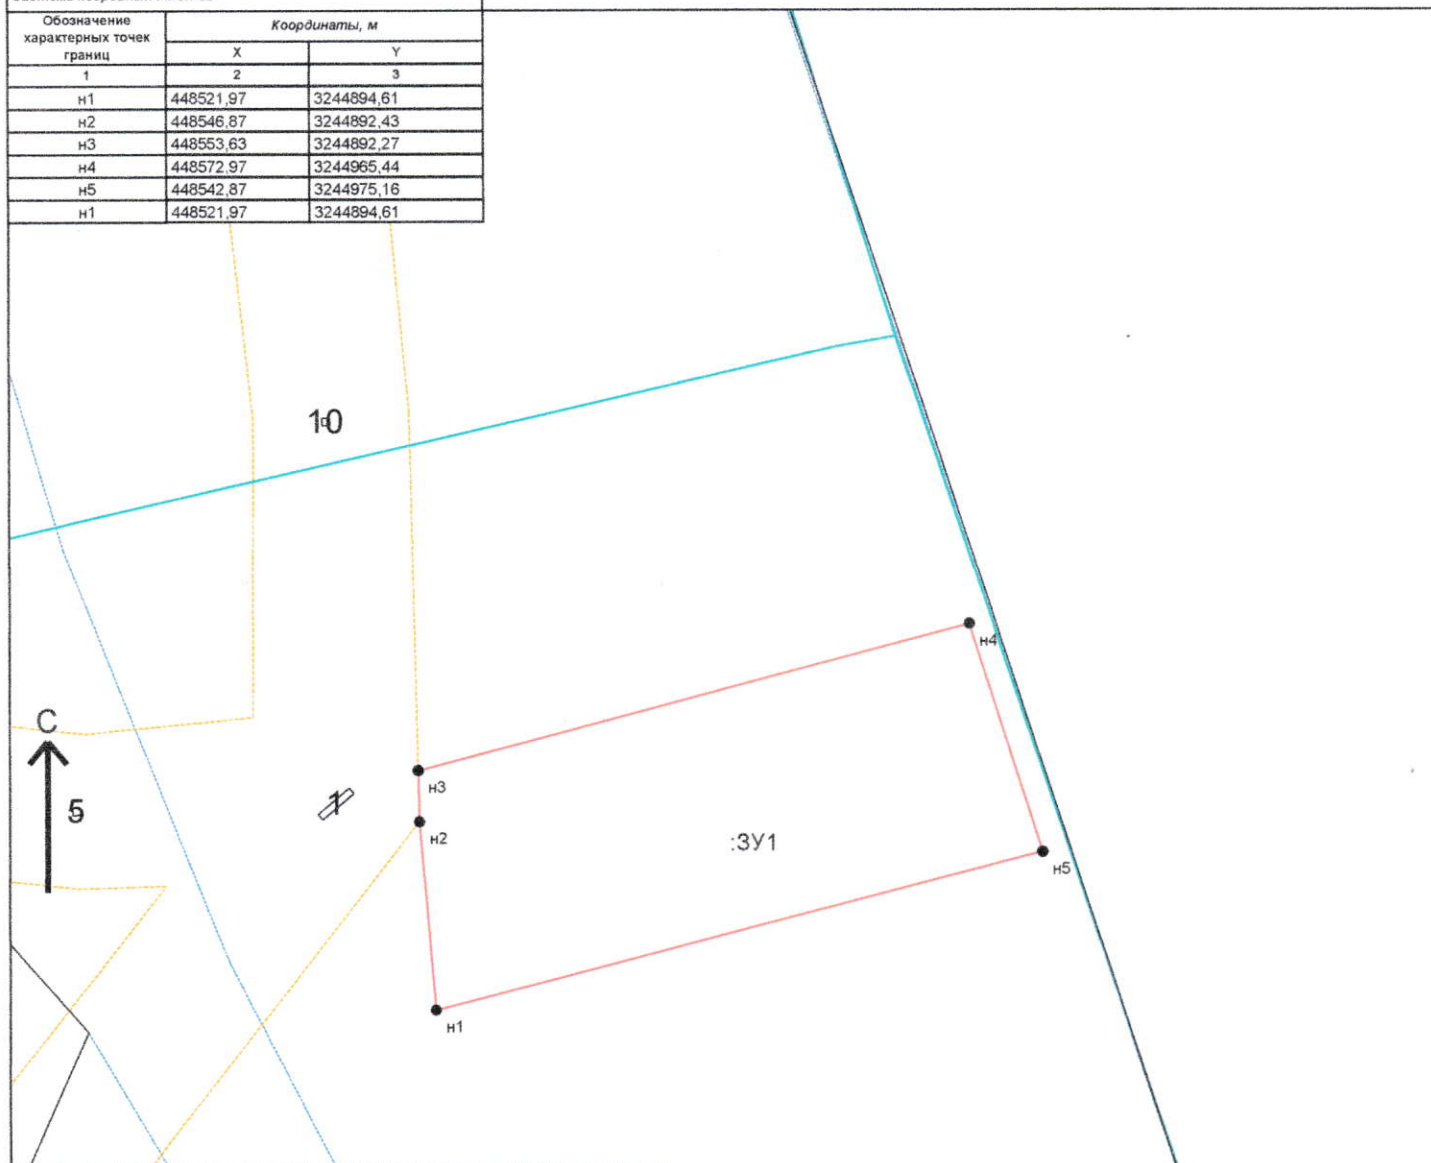 Обозначение
характерных точек
границ
Координаты, м
X
Y
1
2
3
н1
448521,97
3244894,61
н2
448546,87
3244892,43
н3
448553,63
3244892,27
н4
448572,97
3244965,44
н5
448542,87
3244975,16
н1
448521,97
3244894,61
10
н4
С
н3
1
5
н2
:ЗУ1
н5
н1